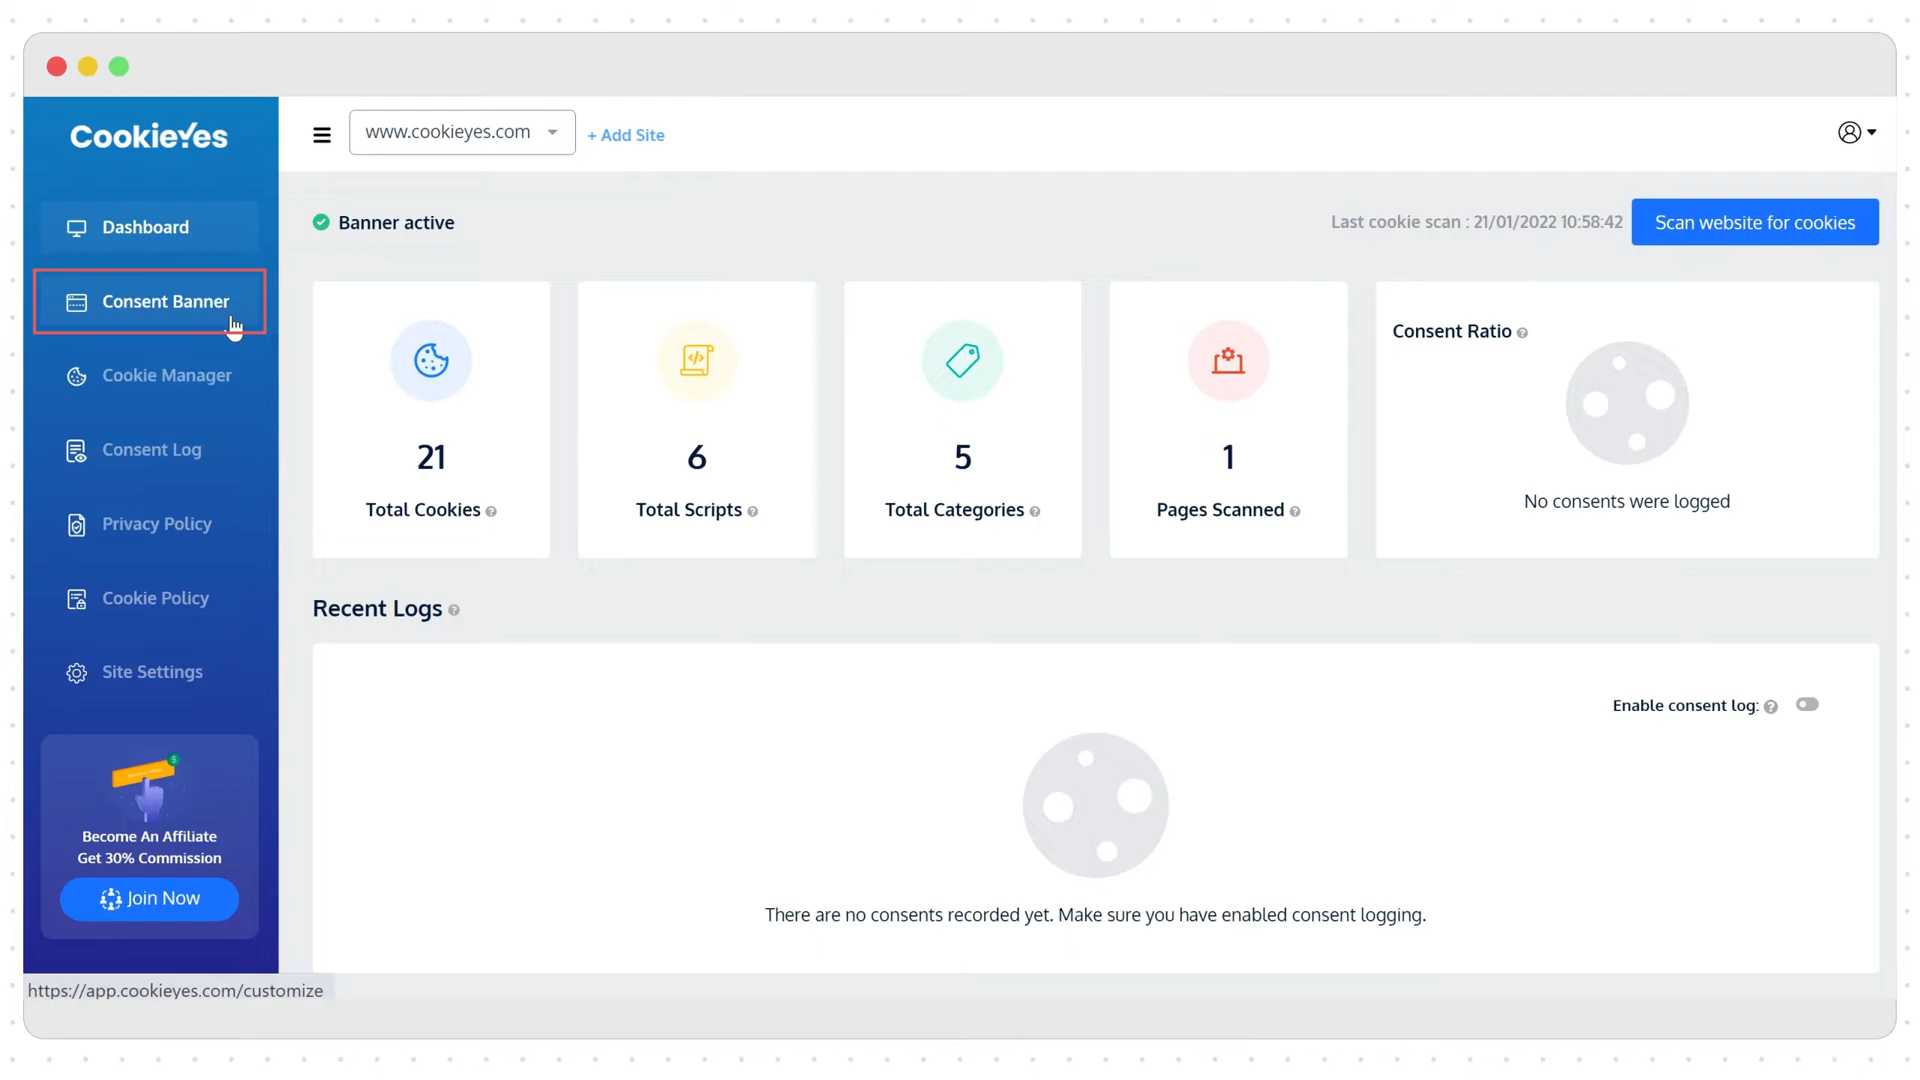 CookieYes
www.cookieyes.com
+ Add Site
Dashboard
Consent Banner
Cookie Manager
Consent Log
Privacy Policy
Cookie Policy
Site Settings
Become An Affiliate
Get 30% Commission
Join Now
Banner active
Last cookie scan : 21/01/2022 10:58:42
Scan website for cookies
21
Total Cookies
6
Total Scripts
5
Total Categories
1
Pages Scanned
Consent Ratio
No consents were logged
Recent Logs
Enable consent log:
There are no consents recorded yet. Make sure you have enabled consent logging.
https://app.cookieyes.com/customize